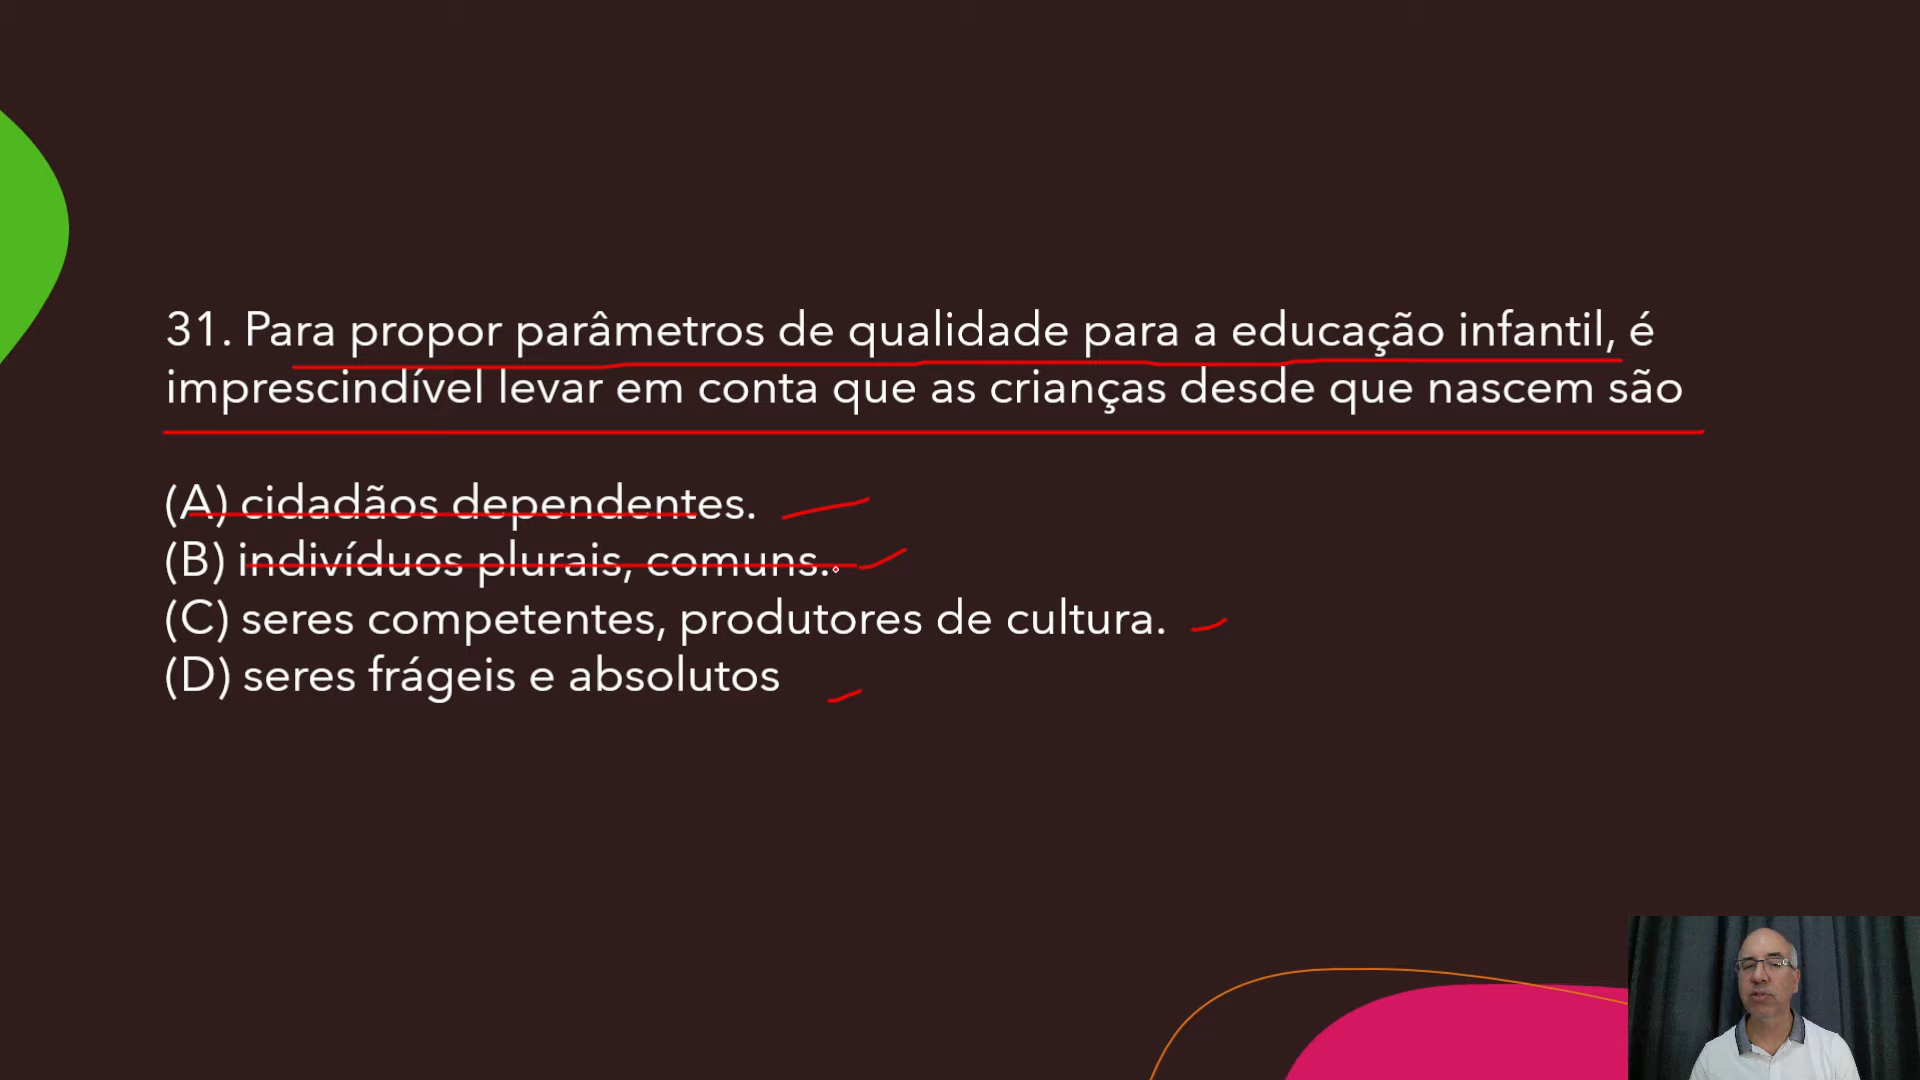 31. Para propor parâmetros de qualidade para a educação infantil, é
imprescindível levar em conta que as crianças desde que nascem são
(A) cidadãos dependentes.
(B) indivíduos plurais, comuns..
(C) seres competentes, produtores de cultura.
(D) seres frágeis e absolutos